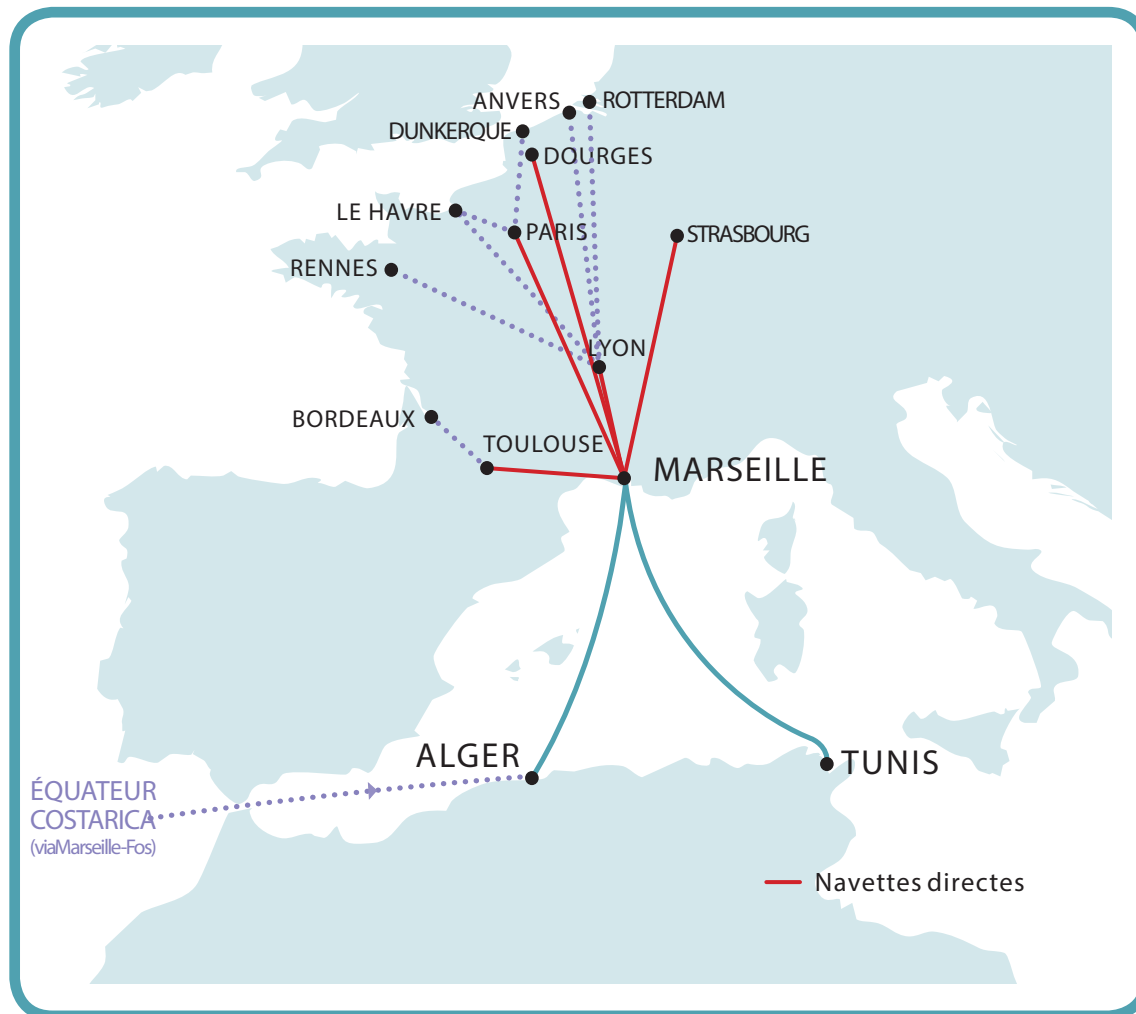 ANVERS
ROTTERDAM
DUNKERQUE
DOURGES
LE HAVRE
PARIS
STRASBOURG
RENNES
LYON
BORDEAUX
TOULOUSE
MARSEILLE
ALGER
TUNIS
ÉQUATEUR
COSTARICA
(viaMarseille-Fos)
Navettes directes